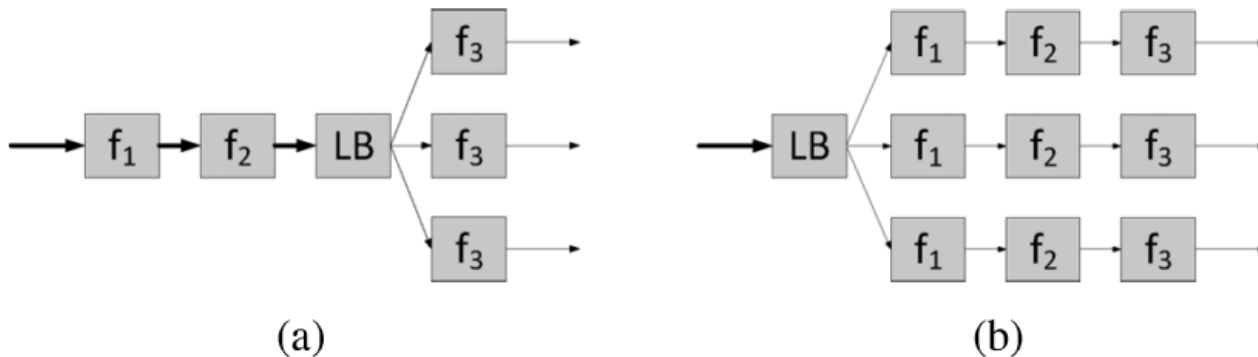 f₃ f₁ f₂ f₃
f₁ f₂ LB f₃ LB f₁ f₂ f₃
f₃ f₁ f₂ f₃
(a) (b)